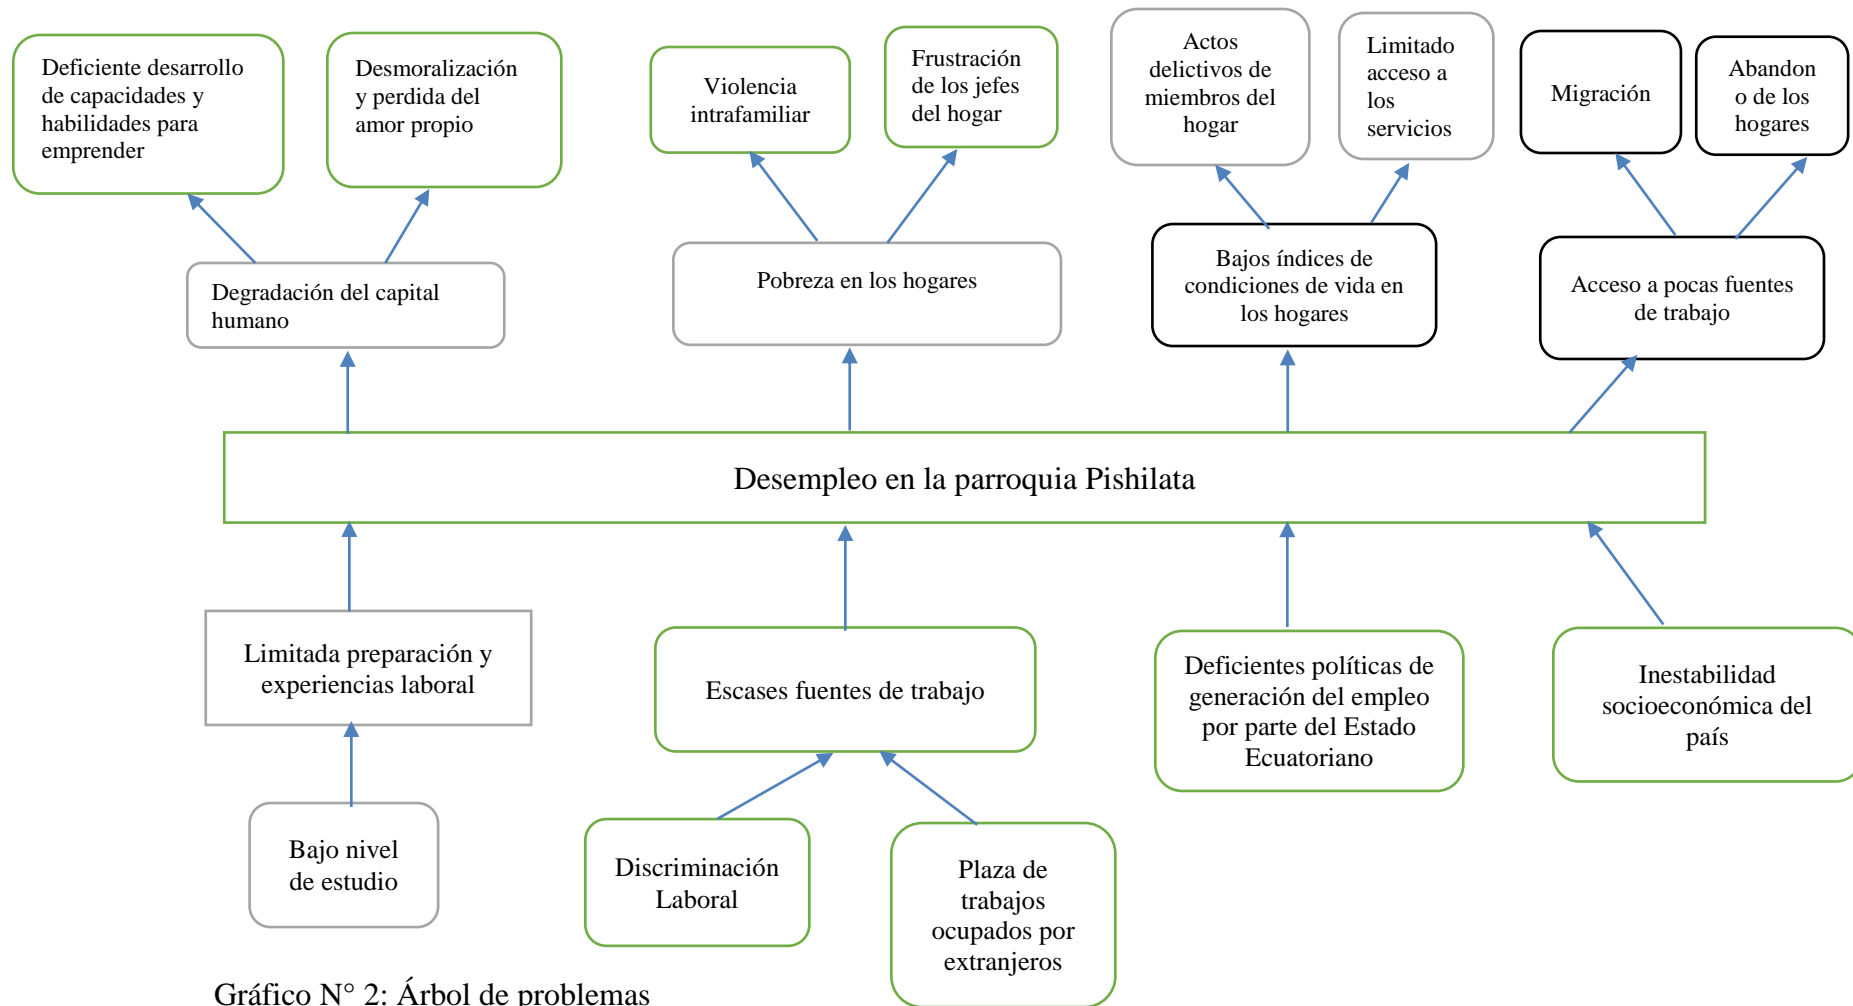 Deficiente desarrollo
de capacidades y
habilidades para
emprender
Desmoralización
y perdida del
amor propio
Violencia
intrafamiliar
Frustración
de los jefes
del hogar
Actos
delictivos de
miembros del
hogar
Limitado
acceso a
los
servicios
Migración
Abandon
o de los
hogares
Degradación del capital
humano
Pobreza en los hogares
Bajos índices de
condiciones de vida en
los hogares
Acceso a pocas fuentes
de trabajo
Desempleo en la parroquia Pishilata
Limitada preparación y
experiencias laboral
Escases fuentes de trabajo
Deficientes políticas de
generación del empleo
por parte del Estado
Ecuatoriano
Inestabilidad
socioeconómica del
país
Bajo nivel
de estudio
Discriminación
Laboral
Plaza de
trabajos
ocupados por
extranjeros
Gráfico N° 2: Árbol de problemas